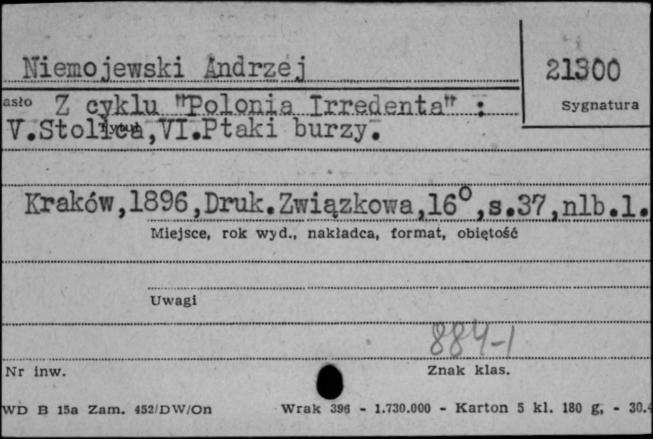 Niemojewski Andrzej
21300
asło Z cyklu "Polonia Irredenta" :
Sygnatura
V.Stolica,VI.Ptaki burzy.
Tytuł
Kraków,1896,Druk.Związkowa,16°,s.37,nlb.1.
Miejsce, rok wyd., nakładca, format, objętość
Uwagi
884-1
Nr inw.
Znak klas.
WD B 15a Zam. 452/DW/On
Wrak 396 - 1.730.000 - Karton 5 kl. 180 g, - 30.4